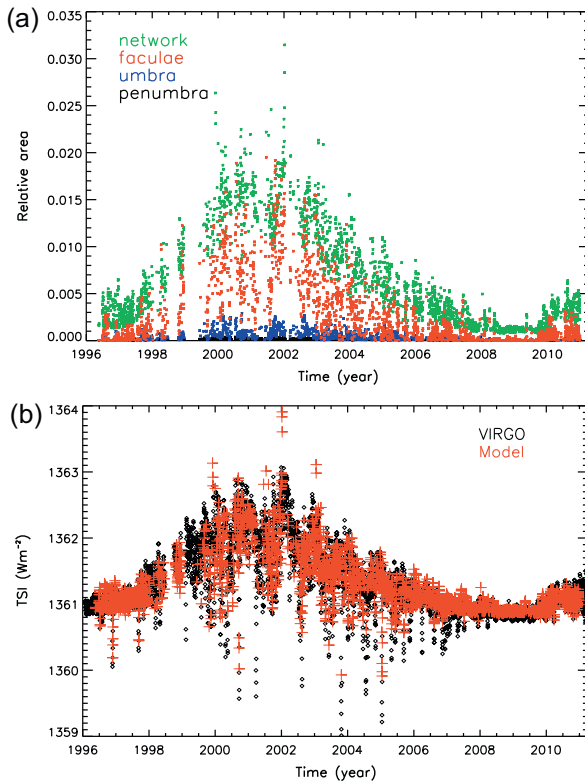 (a)
0.035
0.030
0.025
0.020
0.015
0.010
0.005
0.000
Relative area
network
faculae
umbra
penumbra
1996 1998 2000 2002 2004 2006 2008 2010
Time (year)
(b)
1364
1363
1362
1361
1360
1359
TSI (Wm⁻²)
VIRGO
Model
1996 1998 2000 2002 2004 2006 2008 2010
Time (year)